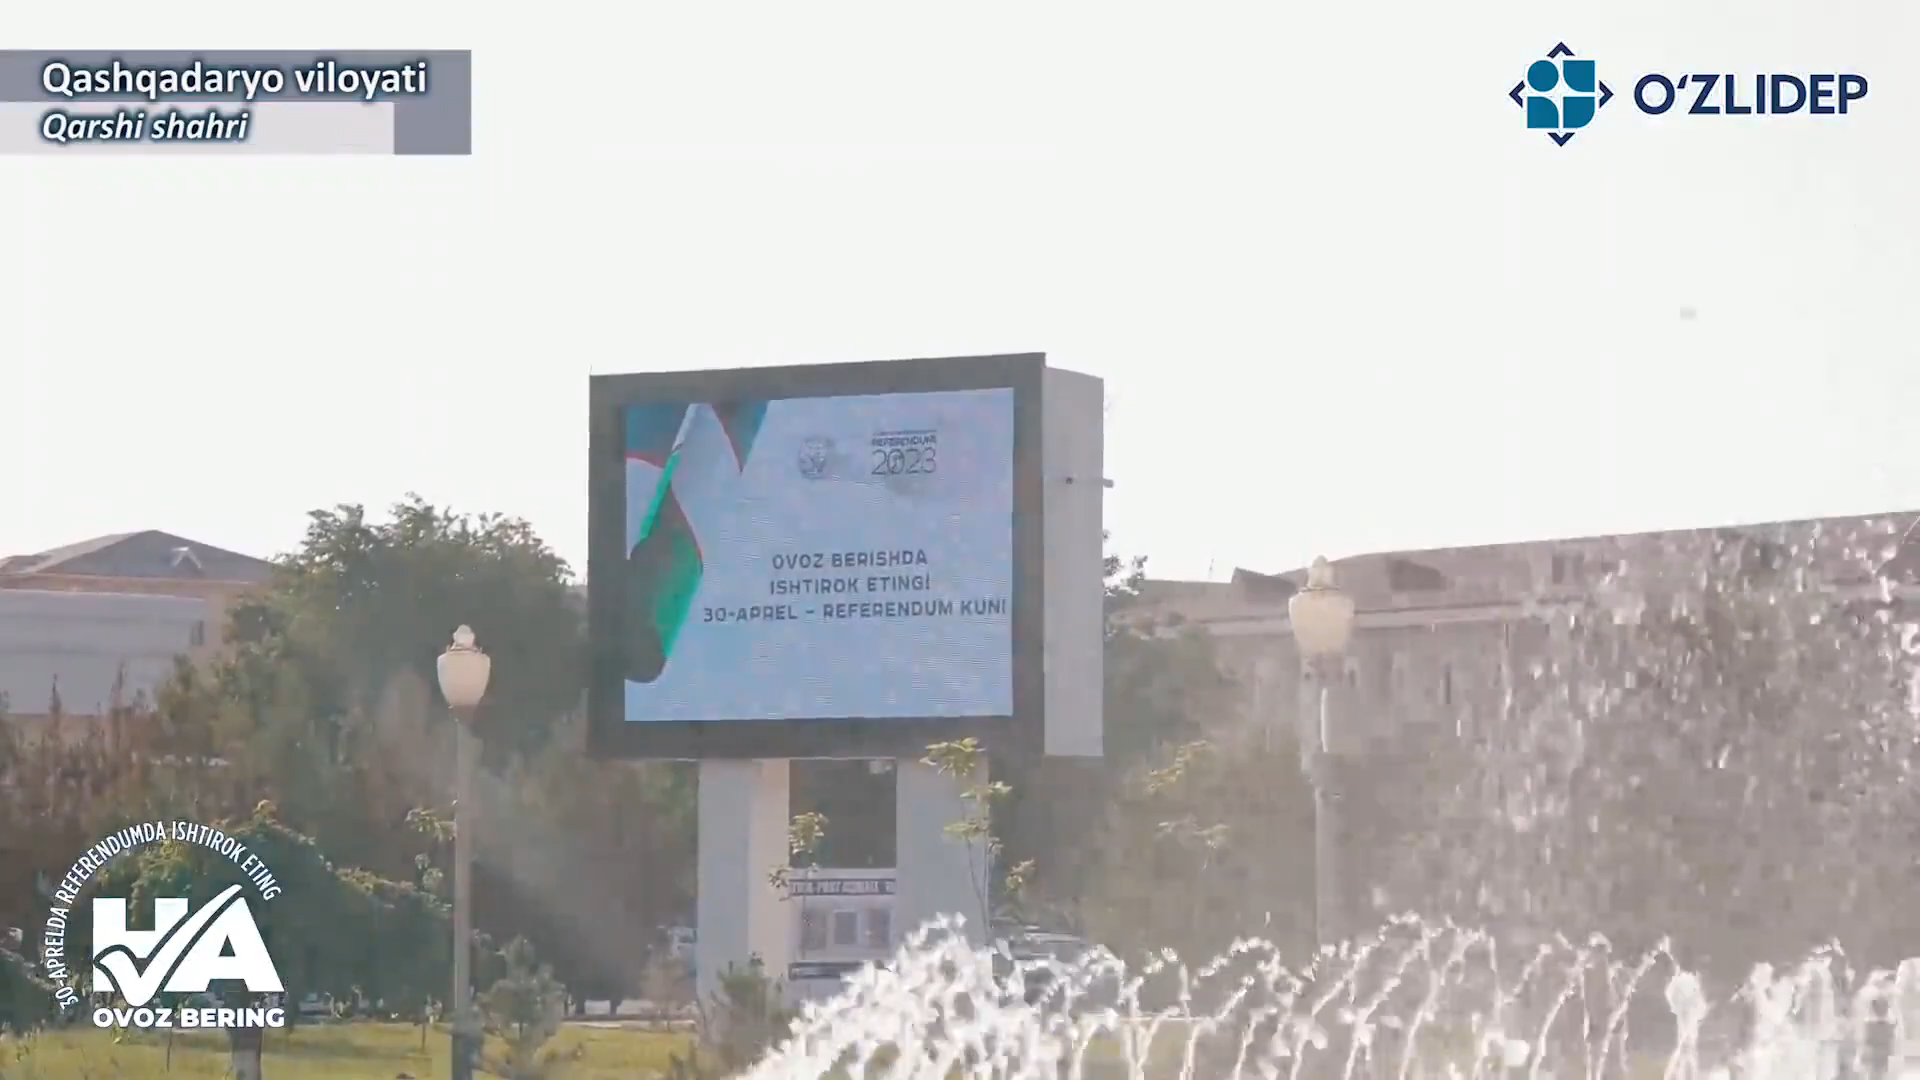 Qashqadaryo viloyati
Qarshi shahri
O‘ZLIDEP
REFERENDUMI
2023
OVOZ BERISHDA
ISHTIROK ETING!
30-APREL – REFERENDUM KUNI
30-APRELDA REFERENDUMDA ISHTIROK ETING
HA
OVOZ BERING